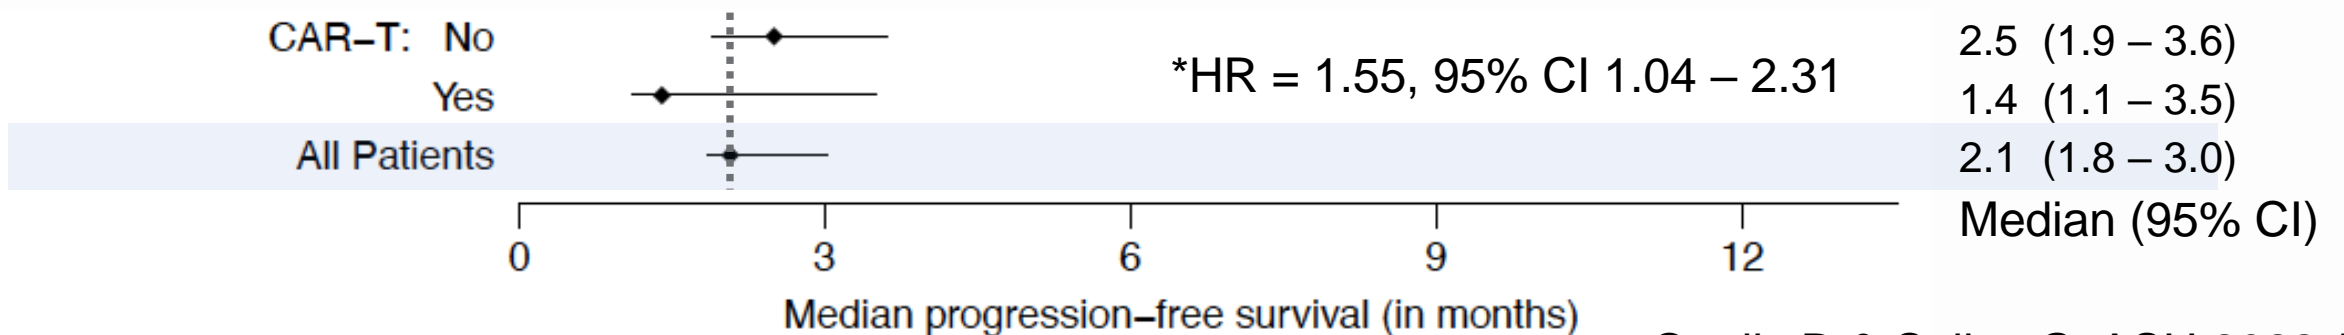 CAR–T: No 2.5 (1.9 – 3.6)
*HR = 1.55, 95% CI 1.04 – 2.31
Yes 1.4 (1.1 – 3.5)
All Patients 2.1 (1.8 – 3.0)
Median (95% CI)
0 3 6 9 12
Median progression–free survival (in months)